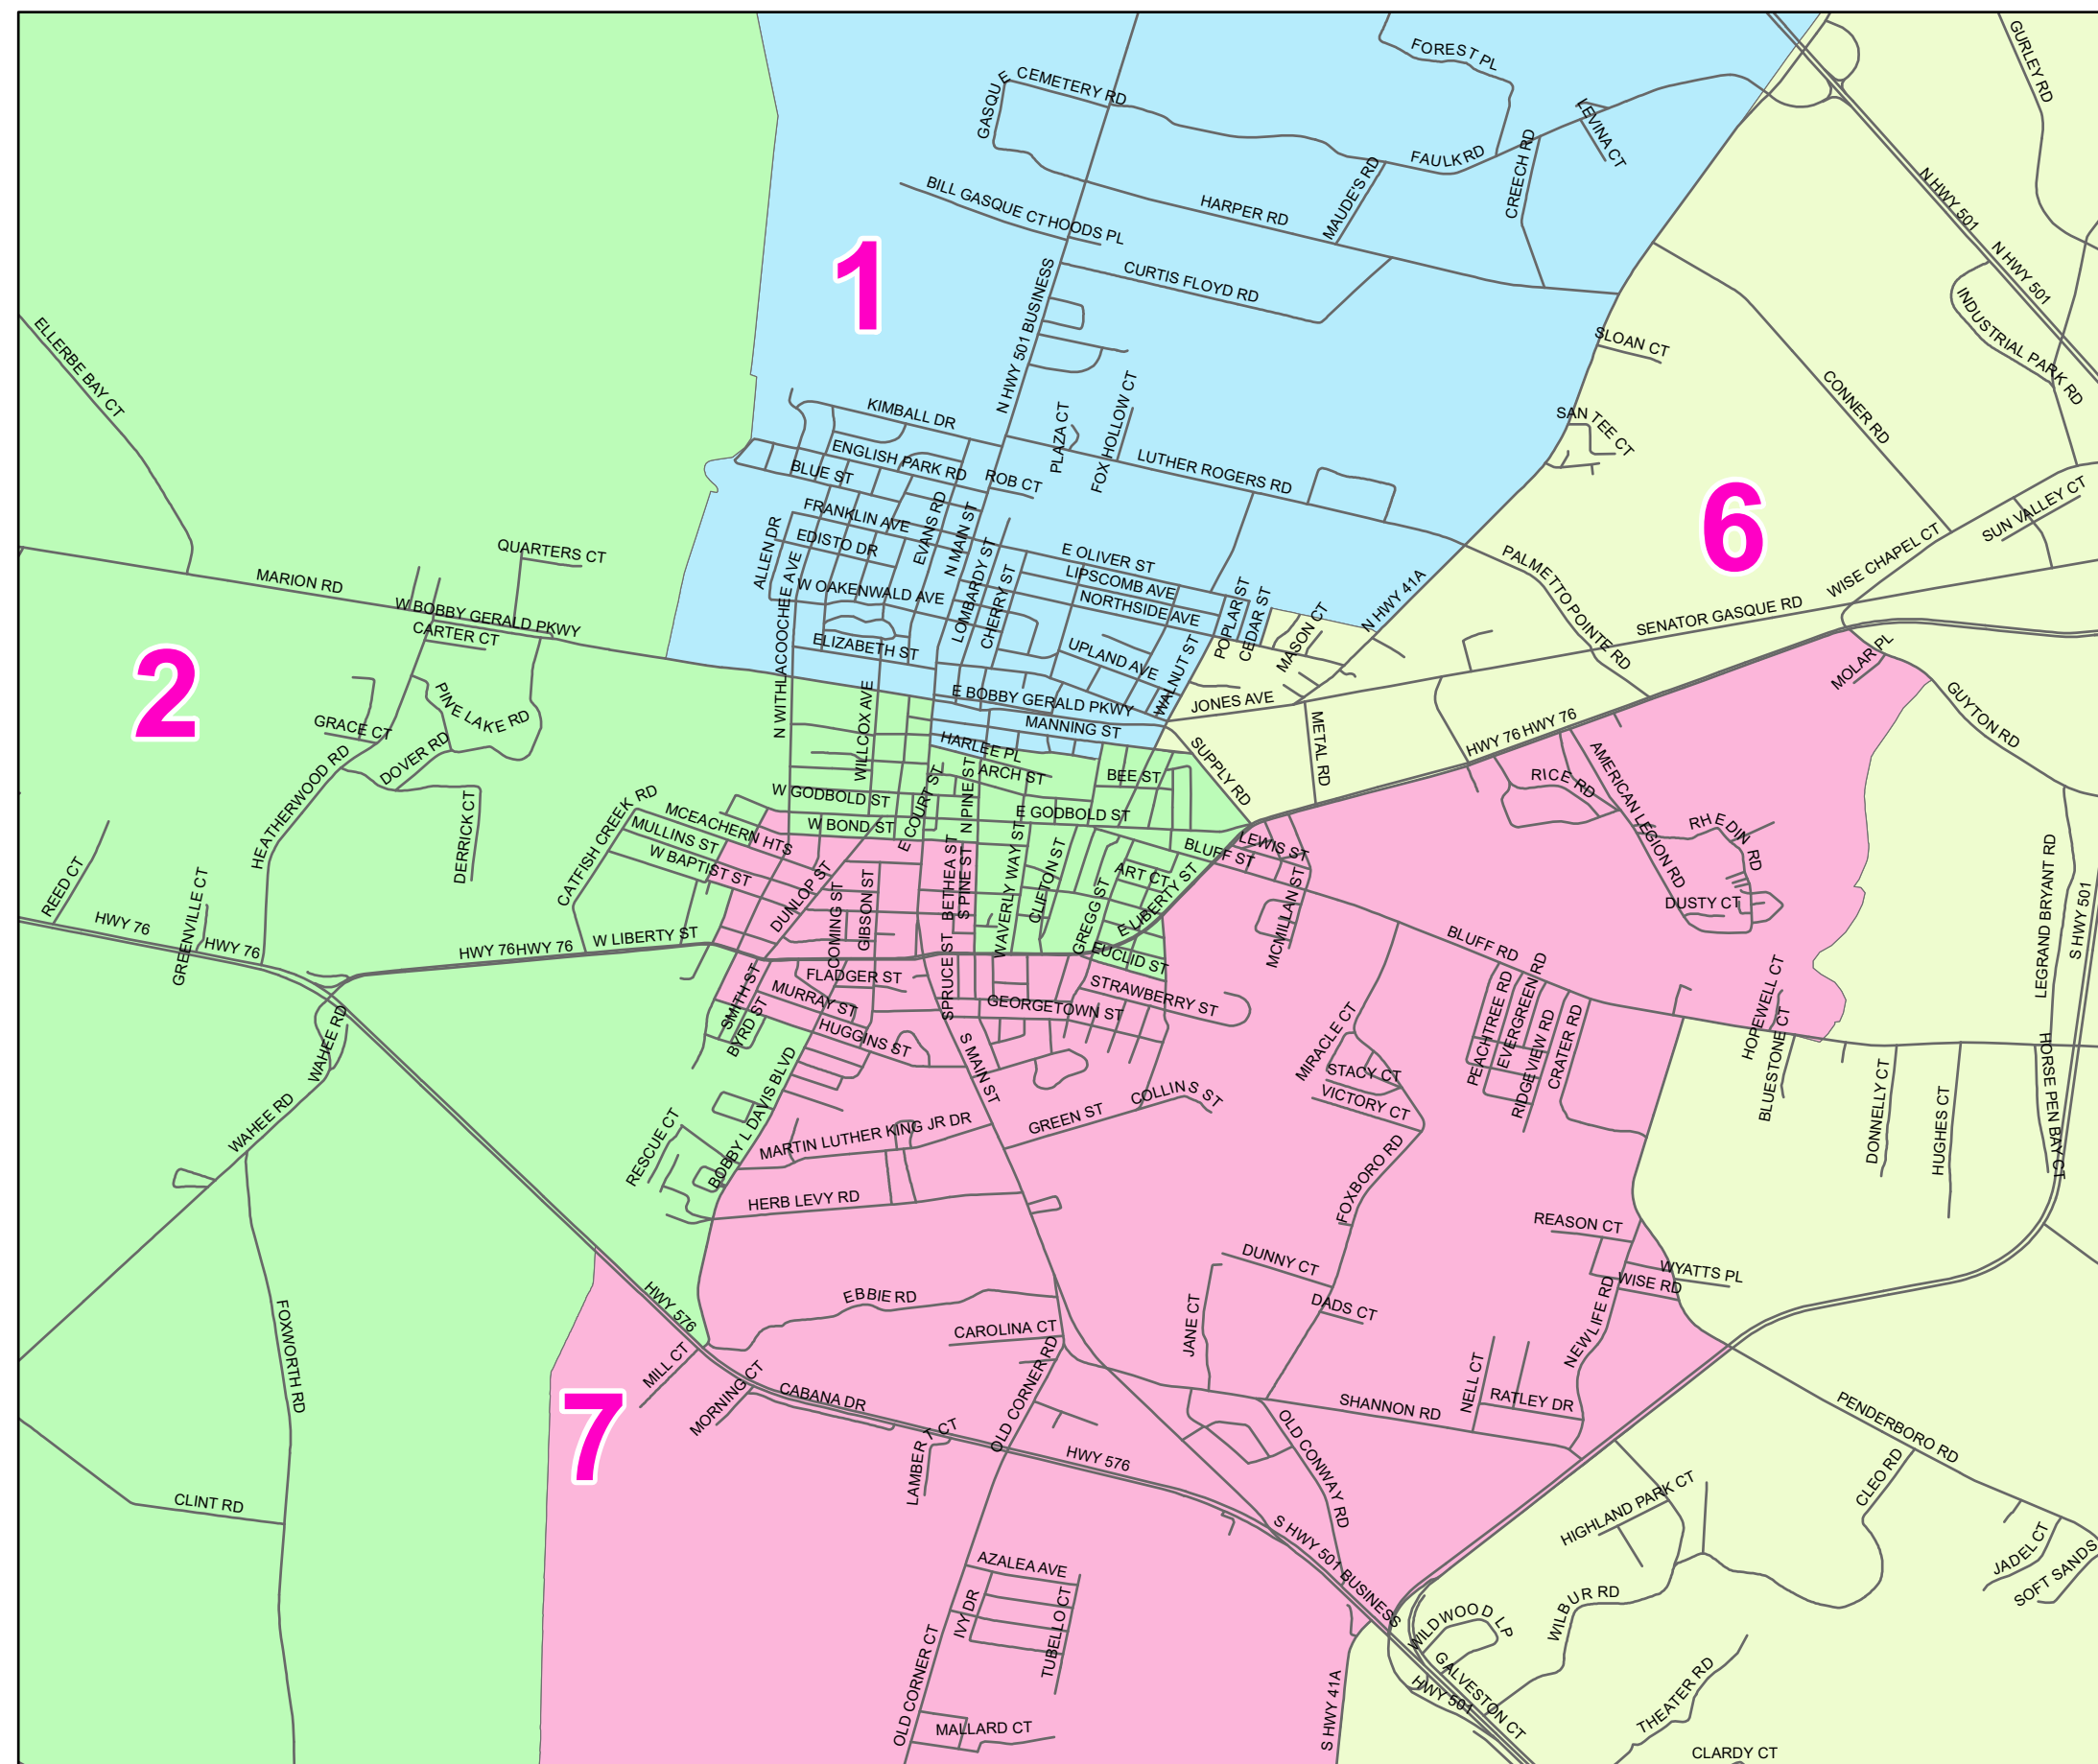 FOREST PL
GURLEY RD
CEMETERY RD
GASQUE
LEVINA CT
FAULK RD
CREECH RD
MAUDE'S RD
HARPER RD
BILL GASQUE CT
HOODS PL
N HWY 501
N HWY 501
CURTIS FLOYD RD
1
N HWY 501 BUSINESS
INDUSTRIAL PARK RD
SLOAN CT
ELLERBE BAY CT
CONNER RD
KIMBALL DR
PLAZA CT
FOX HOLLOW CT
SAN TEE CT
ENGLISH PARK RD
BLUE ST
ROB CT
LUTHER ROGERS RD
6
SUN VALLEY CT
FRANKLIN AVE
EVANS RD
N MAIN ST
EDISTO DR
ALLEN DR
QUARTERS CT
E OLIVER ST
LIPSCOMB AVE
NORTHSIDE AVE
WISE CHAPEL CT
PALMETTO POINTE RD
MARION RD
W OAKENWALD AVE
LOMBARDY ST
CHERRY ST
POPLAR ST
CEDAR ST
MASON CT
N HWY 41A
SENATOR GASQUE RD
W BOBBY GERALD PKWY
CARTER CT
ELIZABETH ST
N WITHLACOOCHEE AVE
UPLAND AVE
WALNUT ST
MOLAR PL
2
PINE LAKE RD
GRACE CT
DOVER RD
HEATHERWOOD RD
WILLCOX AVE
E BOBBY GERALD PKWY
MANNING ST
JONES AVE
METAL RD
GUYTON RD
HWY 76
HWY 76
HARLEE PL
ARCH ST
BEE ST
SUPPLY RD
AMERICAN LEGION RD
RICE RD
RHEDIN RD
DERRICK CT
CATFISH CREEK RD
MCEACHERN HTS
MULLINS ST
W BAPTIST ST
W GODBOLD ST
W BOND ST
E COURT ST
N PINE ST
E GODBOLD ST
LEWIS ST
BLUFF ST
REED CT
GREENVILLE CT
DUNLOP ST
COMING ST
GIBSON ST
BETHEA ST
S PINE ST
WAVERLY WAY ST
CLIFTON ST
GREGG ST
ART CT
E LIBERTY ST
MCMILLAN ST
DUSTY CT
LEGRAND BRYANT RD
S HWY 501
HWY 76
HWY 76
HWY 76
HWY 76
W LIBERTY ST
EUCLID ST
BLUFF RD
SMITH ST
BYRD ST
FLADGER ST
MURRAY ST
HUGGINS ST
SPRUCE ST
GEORGETOWN ST
STRAWBERRY ST
PEACHTREE RD
EVERGREEN RD
RIDGEVIEW RD
CRATER RD
HOPEWELL CT
BLUESTONE CT
HORSE PEN BAY CT
WAHEE RD
WAHEE RD
S MAIN ST
MIRACLE CT
STACY CT
VICTORY CT
DONNELLY CT
HUGHES CT
RESCUE CT
BOBBY L DAVIS BLVD
MARTIN LUTHER KING JR DR
GREEN ST
COLLINS ST
HERB LEVY RD
FOXBORO RD
REASON CT
DUNNY CT
WYATTS PL
WISE RD
FOXWORTH RD
HWY 576
EBBIE RD
DADS CT
CAROLINA CT
JANE CT
NEWLIFE RD
MILL CT
MORNING CT
CABANA DR
OLD CORNER RD
NELL CT
RATLEY DR
SHANNON RD
7
LAMBERT CT
HWY 576
OLD CONWAY RD
PENDERBORO RD
CLEO RD
CLINT RD
HIGHLAND PARK CT
S HWY 501 BUSINESS
AZALEA AVE
IVY DR
TUBELLO CT
JADEL CT
SOFT SANDS
WILBUR RD
WILDWOOD LP
GALVESTON CT
HWY 501
OLD CORNER CT
MALLARD CT
S HWY 41A
THEATER RD
CLARDY CT